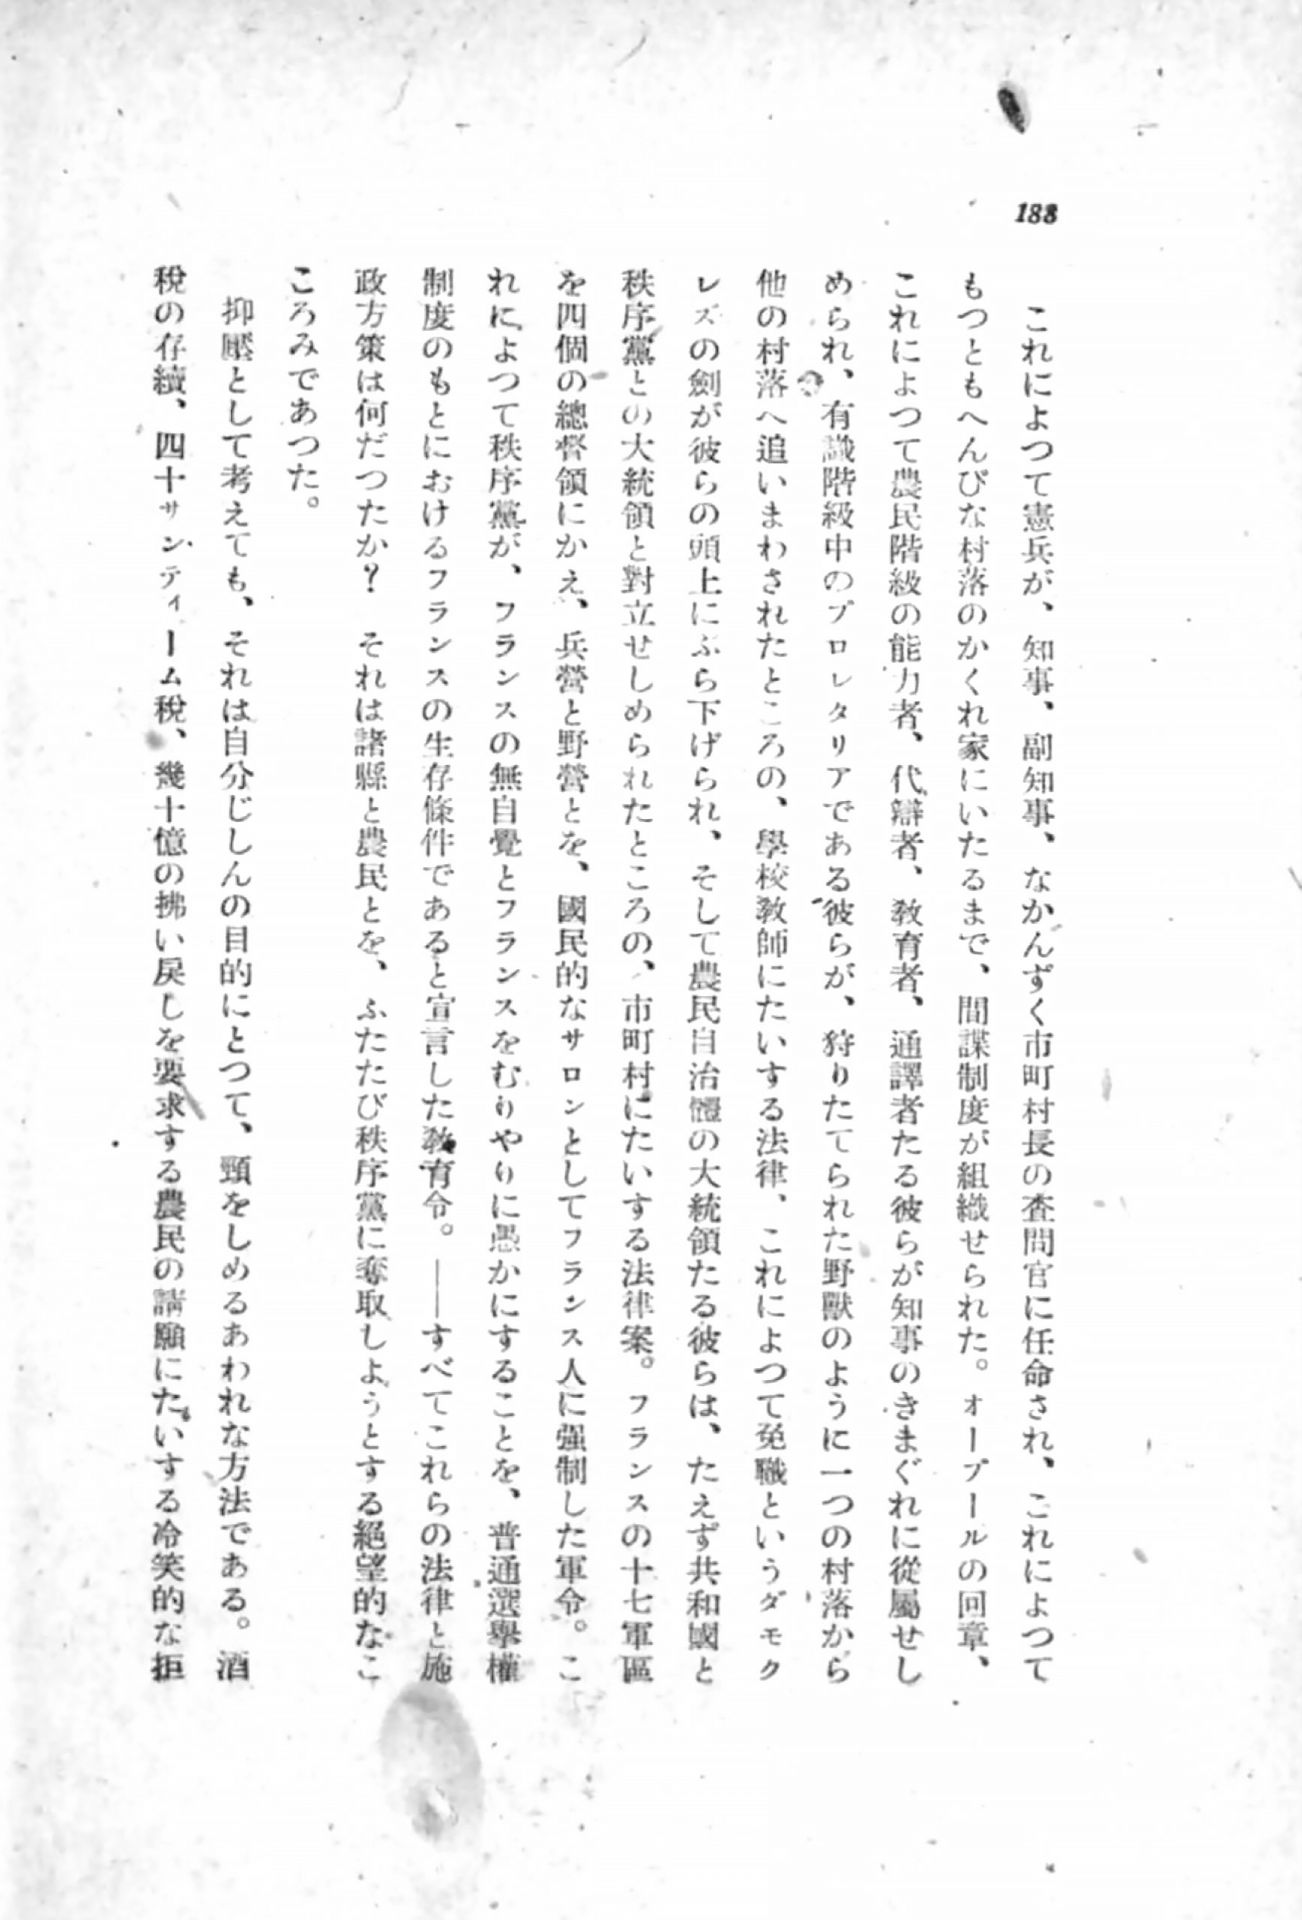 188
これによつて憲兵が、知事、副知事、なかんずく市町村長の査問官に任命され、これによつて
もつともへんぴな村落のかくれ家にいたるまで、間諜制度が組織せられた。オープールの回章、
これによつて農民階級の能力者、代辯者、敎育者、通譯者たる彼らが知事のきまぐれに從屬せし
められ、有識階級中のプロレタリアである彼らが、狩りたてられた野獸のように一つの村落から
他の村落へ追いまわされたところの、學校敎師にたいする法律、これによつて免職というダモク
レズの劍が彼らの頭上にぶら下げられ、そして農民自治體の大統領たる彼らは、たえず共和國と
秩序黨との大統領と對立せしめられたところの、市町村にたいする法律案。フランスの十七軍區
を四個の總督領にかえ、兵營と野營とを、國民的なサロンとしてフランス人に强制した軍令。こ
れによつて秩序黨が、フランスの無自覺とフランスをむりやりに愚かにすることを、普通選擧權
制度のもとにおけるフランスの生存條件であると宣言した敎育令。――すべてこれらの法律と施
政方策は何だつたか？　それは諸縣と農民とを、ふたたび秩序黨に奪取しようとする絕望的なこ
ころみであつた。
抑壓として考えても、それは自分じしんの目的にとつて、頸をしめるあわれな方法である。酒
稅の存續、四十サンティーム稅、幾十億の拂い戾しを要求する農民の請願にたいする冷笑的な拒